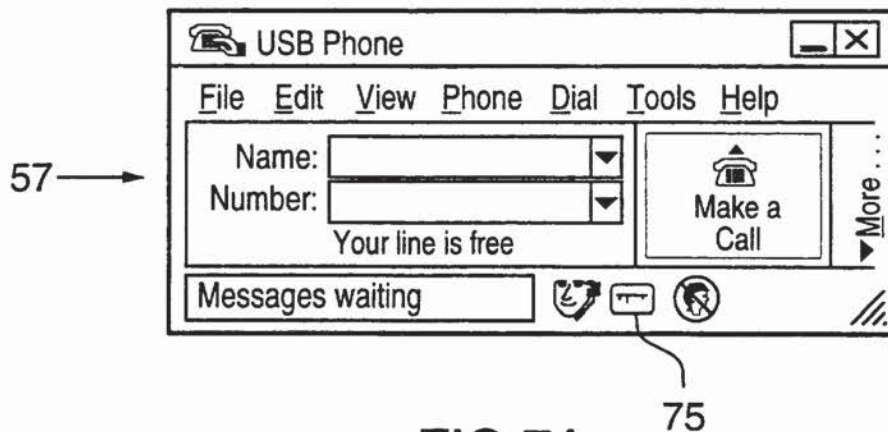 USB Phone
File Edit View Phone Dial Tools Help
57
Name:
Number:
Your line is free
Make a
Call
More....
Messages waiting
75